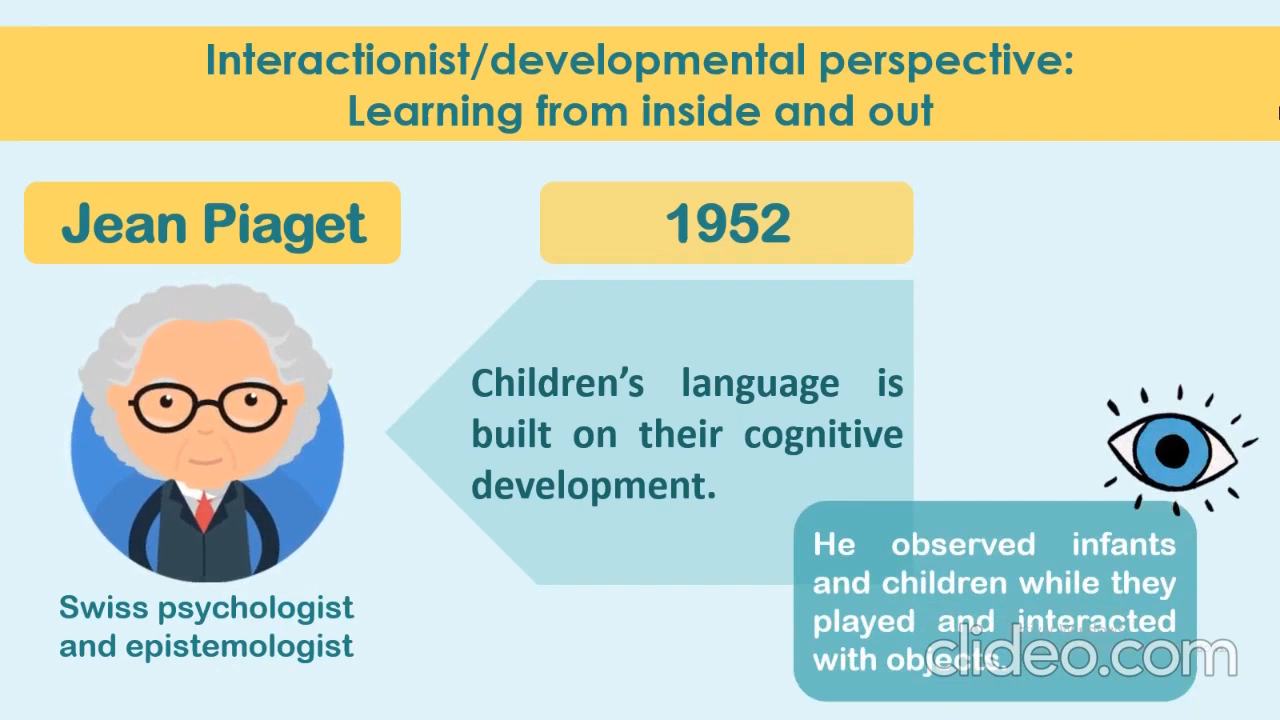 Interactionist/developmental perspective:
Learning from inside and out
Jean Piaget
1952
Children’s language is
built on their cognitive
development.
He observed infants
and children while they
played and interacted
with objects.
Swiss psychologist
and epistemologist
clideo.com